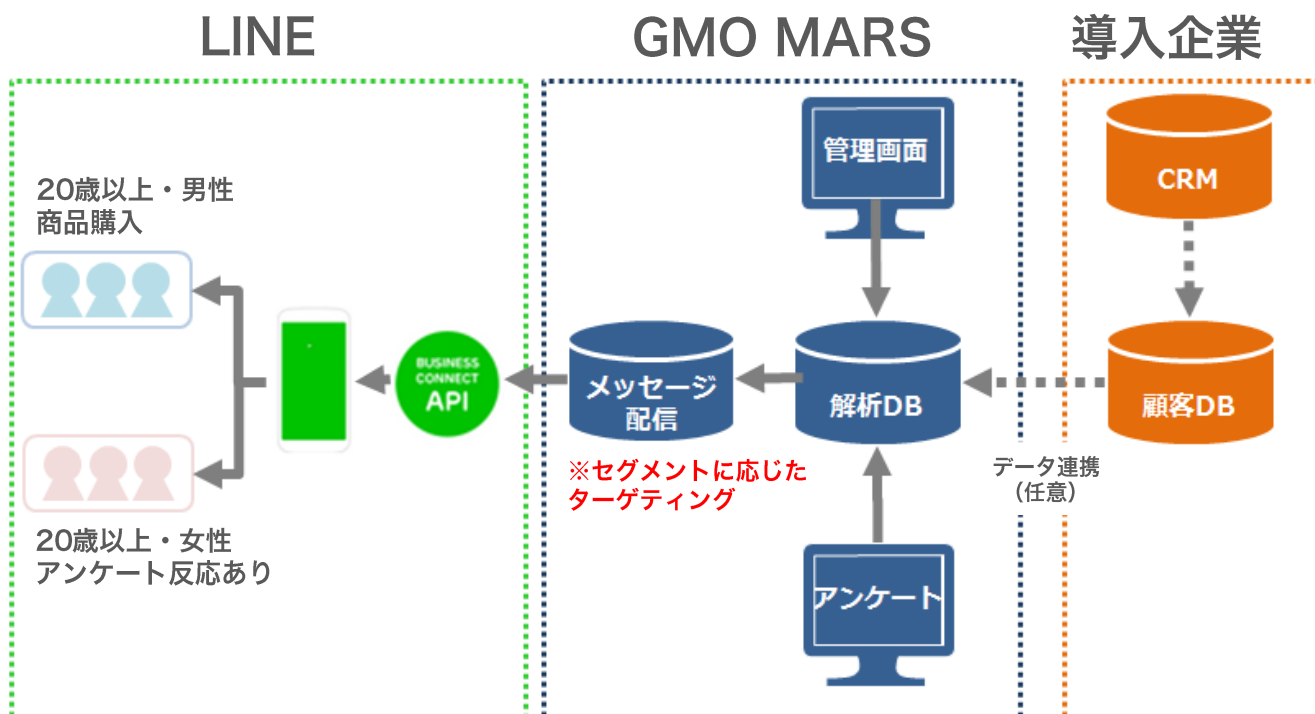 LINE
GMO MARS
導入企業
20歳以上・男性
商品購入
管理画面
CRM
BUSINESS
CONNECT
API
メッセージ
配信
解析DB
顧客DB
※セグメントに応じた
ターゲティング
データ連携
（任意）
20歳以上・女性
アンケート反応あり
アンケート